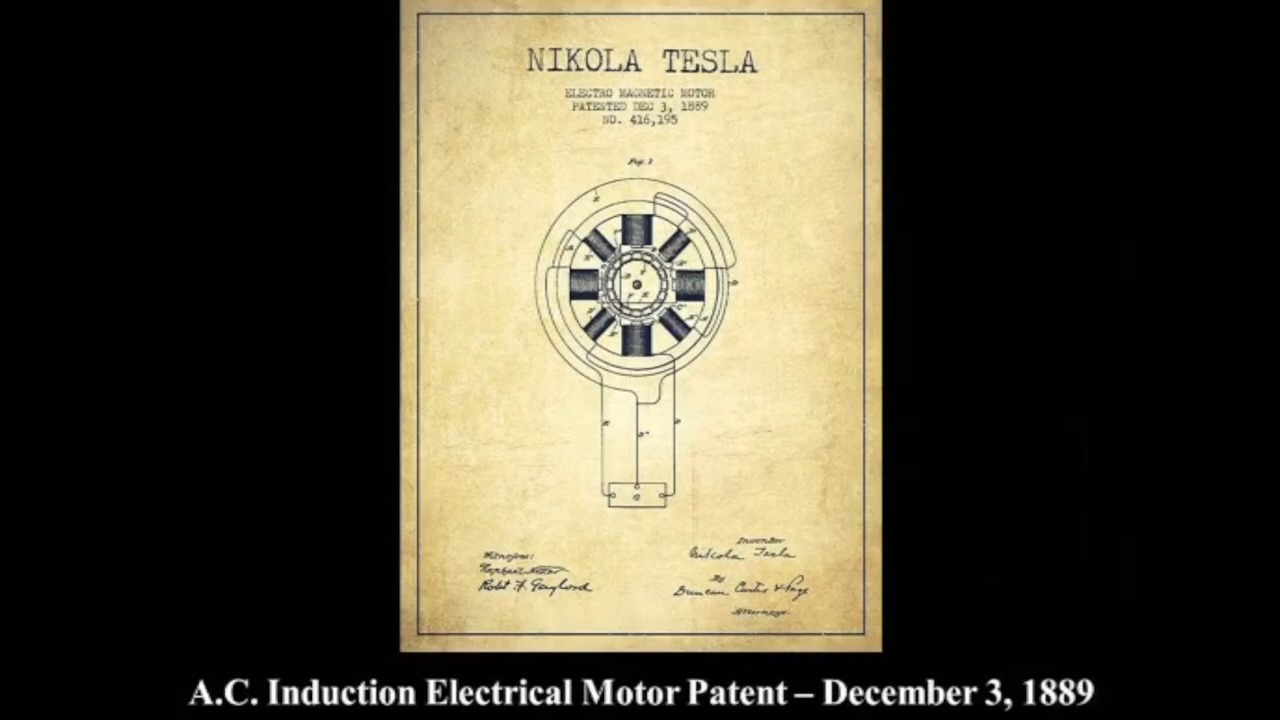 NIKOLA TESLA
ELECTRO MAGNETIC MOTOR
PATENTED DEC 3, 1889
NO. 416,195
Fig. 1
G
Witnesses:
Robt. F. Gaylord
Inventor
Nikola Tesla
By
Duncan Curtis & Page
Attorneys.
A.C. Induction Electrical Motor Patent – December 3, 1889